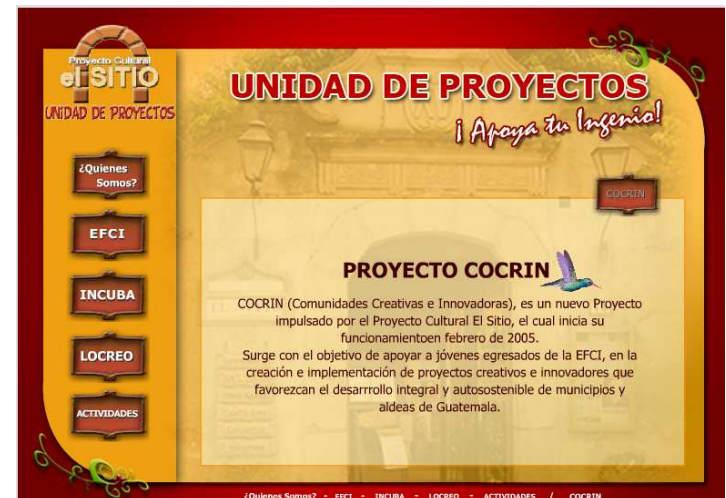 Proyecto Cultural
el SITIO
UNIDAD DE PROYECTOS
UNIDAD DE PROYECTOS
¡ Apoya tu Ingenio!
¿Quienes
Somos?
EFCI
INCUBA
LOCREO
ACTIVIDADES
COCRIN
PROYECTO COCRIN
COCRIN (Comunidades Creativas e Innovadoras), es un nuevo Proyecto
impulsado por el Proyecto Cultural El Sitio, el cual inicia su
funcionamientoen febrero de 2005.
Surge con el objetivo de apoyar a jóvenes egresados de la EFCI, en la
creación e implementación de proyectos creativos e innovadores que
favorezcan el desarrrollo integral y autosostenible de municipios y
aldeas de Guatemala.
¿Quienes Somos? - EFCI - INCUBA - LOCREO - ACTIVIDADES / COCRIN